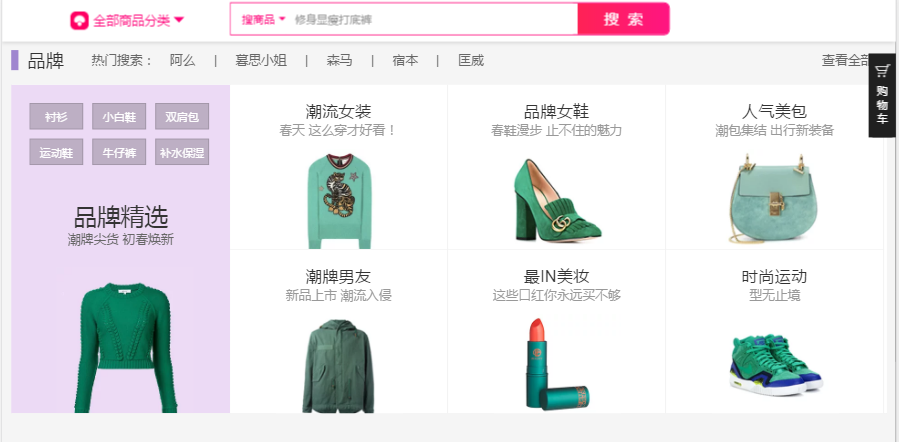 全部商品分类 搜商品 修身显瘦打底裤 搜 索
品牌 热门搜索： 阿么 | 慕思小姐 | 森马 | 宿本 | 匡威 查看全部
购物车
衬衫 小白鞋 双肩包
运动鞋 牛仔裤 补水保湿
品牌精选
潮牌尖货 初春焕新
潮流女装
春天 这么穿才好看！
品牌女鞋
春鞋漫步 止不住的魅力
人气美包
潮包集结 出行新装备
潮牌男友
新品上市 潮流入侵
最IN美妆
这些口红你永远买不够
时尚运动
型无止境